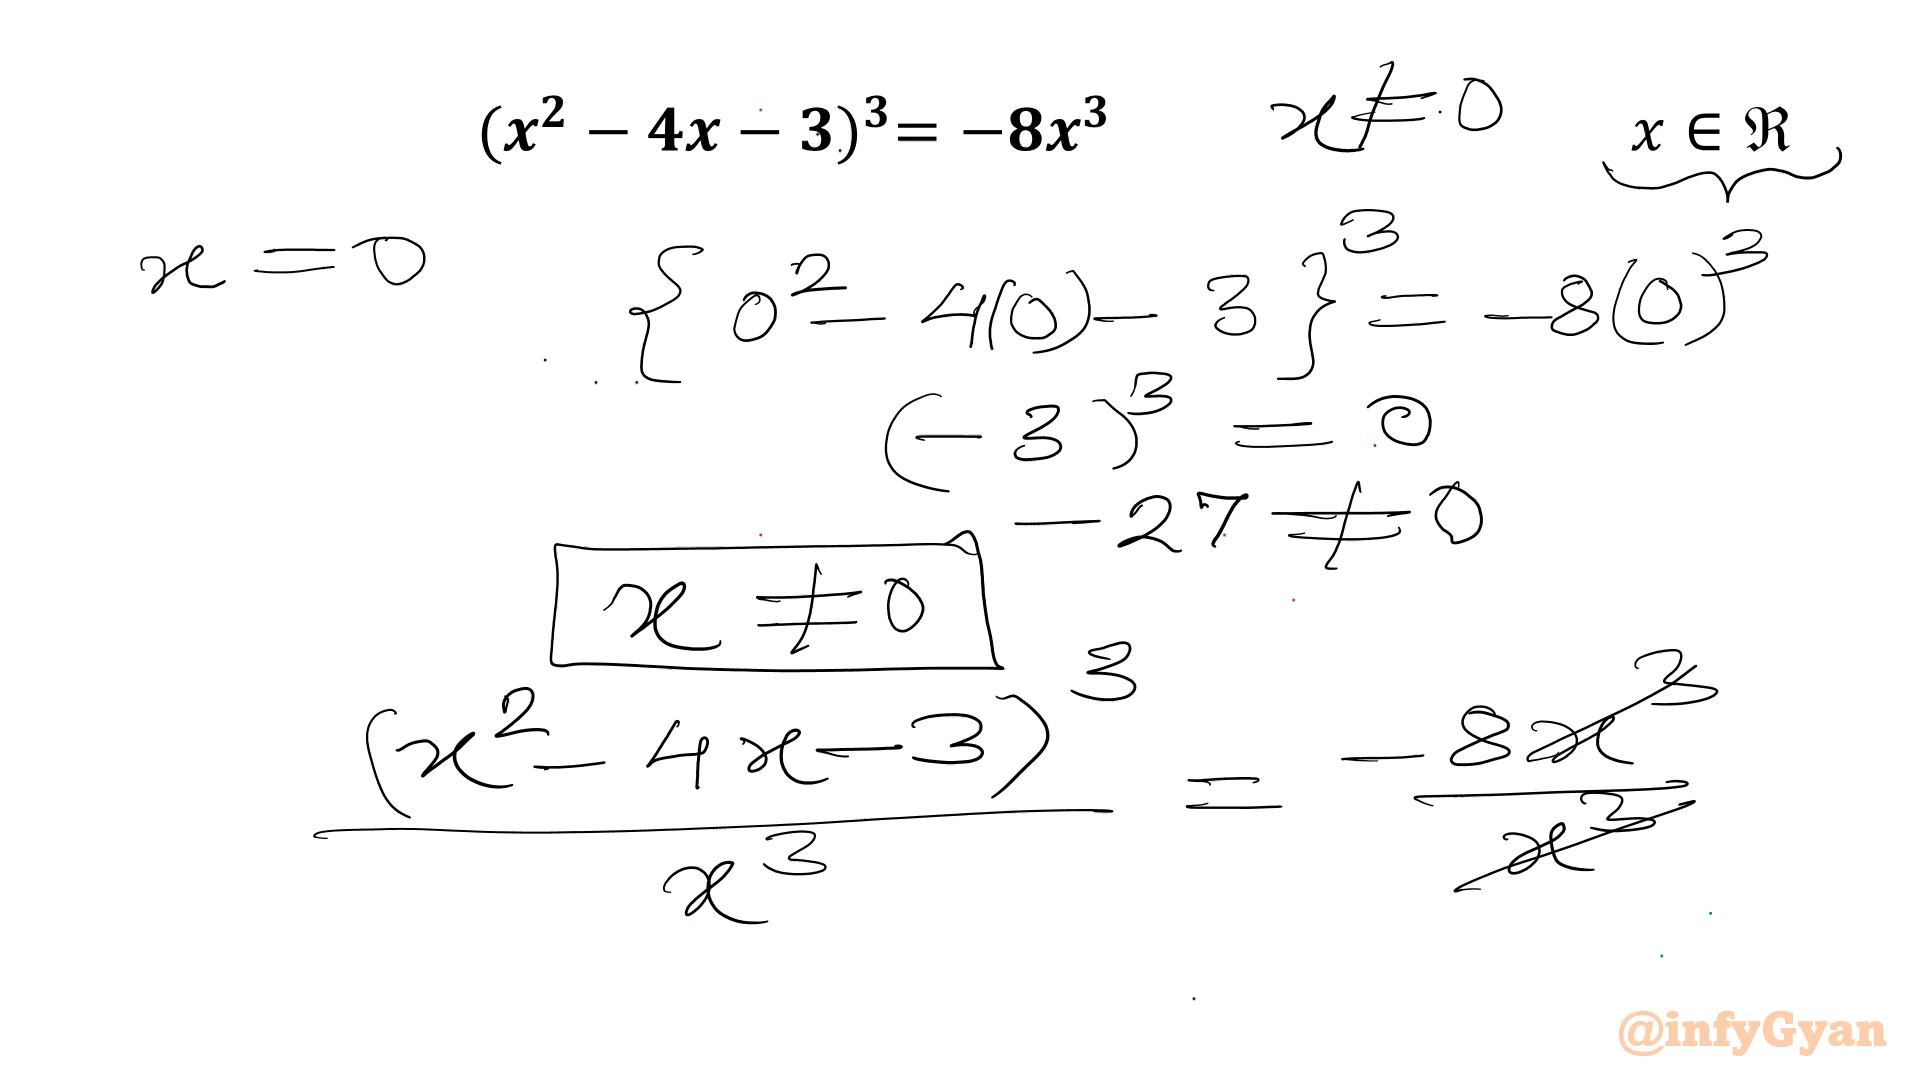 (x² − 4x − 3)³ = −8x³   x ≠ 0   x ∈ ℜ
x = 0   {0² − 4(0) − 3}³ = −8(0)³
(−3)³ = 0
−27 ≠ 0
x ≠ 0
(x² − 4x − 3)³ / x³ = −8x³ / x³
@infyGyan